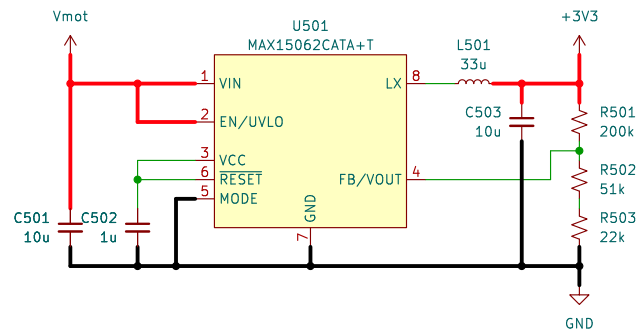 Vmot
U501
MAX15062CATA+T
+3V3
L501
33u
1
VIN
LX
8
2
EN/UVLO
C503
10u
R501
200k
3
VCC
6
RESET
FB/VOUT
4
5
MODE
R502
51k
C501
10u
C502
1u
GND
7
R503
22k
GND